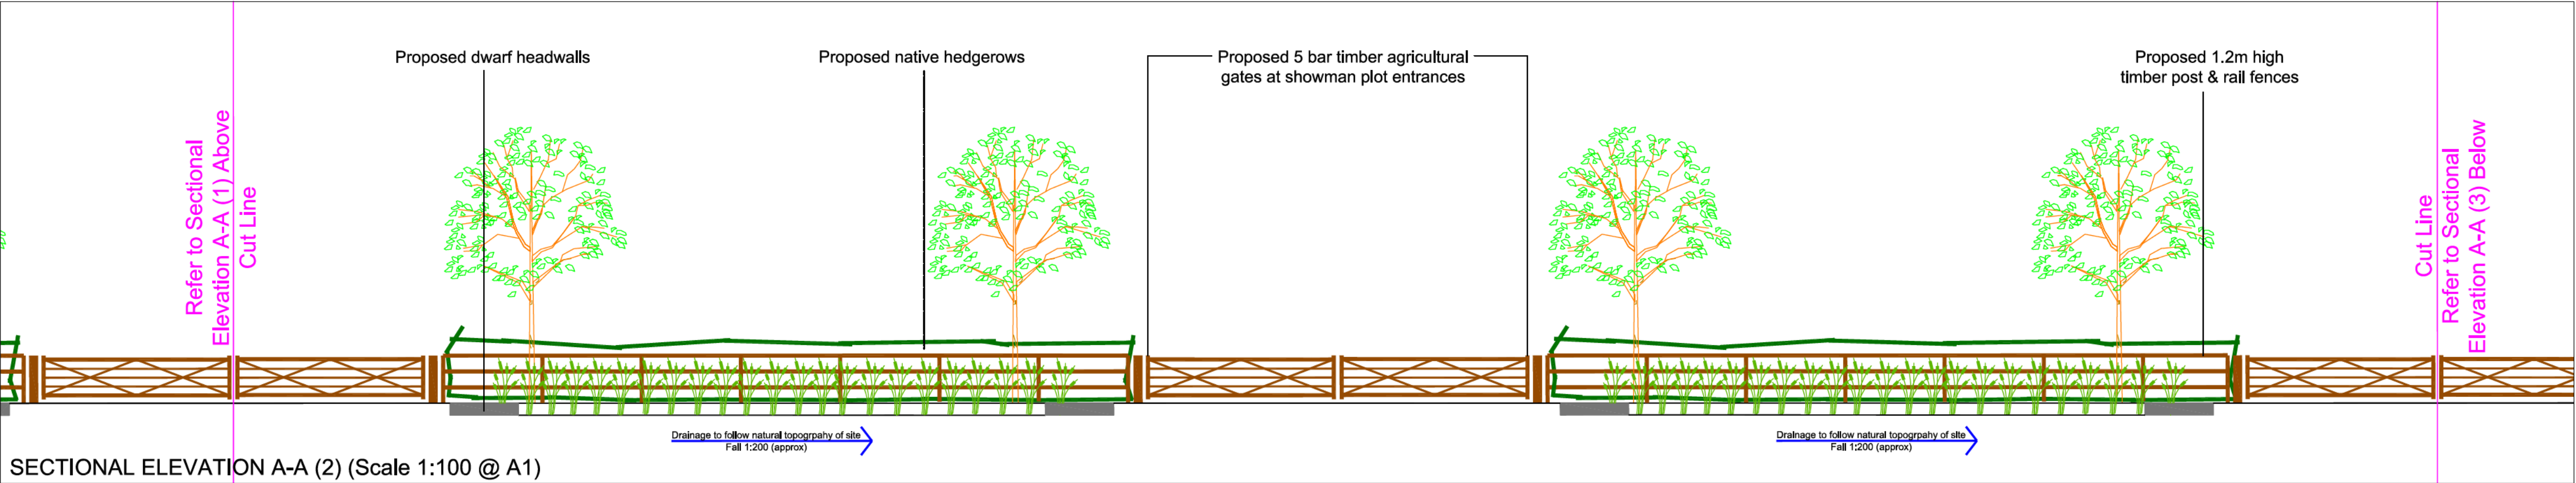 Proposed dwarf headwalls
Proposed native hedgerows
Proposed 5 bar timber agricultural
gates at showman plot entrances
Proposed 1.2m high
timber post & rail fences
Refer to Sectional
Elevation A-A (1) Above
Cut Line
Cut Line
Refer to Sectional
Elevation A-A (3) Below
Drainage to follow natural topogrpahy of site
Fall 1:200 (approx)
Drainage to follow natural topogrpahy of site
Fall 1:200 (approx)
SECTIONAL ELEVATION A-A (2) (Scale 1:100 @ A1)